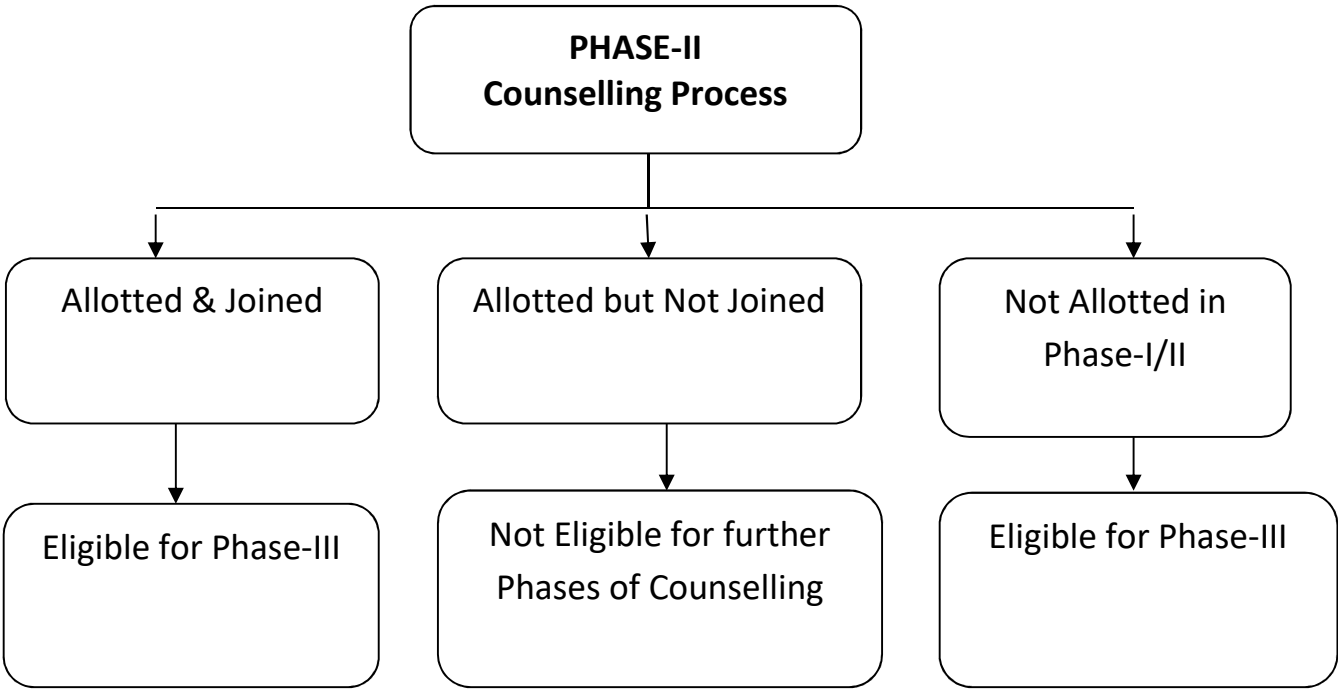 PHASE-II
Counselling Process
Allotted & Joined
Allotted but Not Joined
Not Allotted in
Phase-I/II
Eligible for Phase-III
Not Eligible for further
Phases of Counselling
Eligible for Phase-III